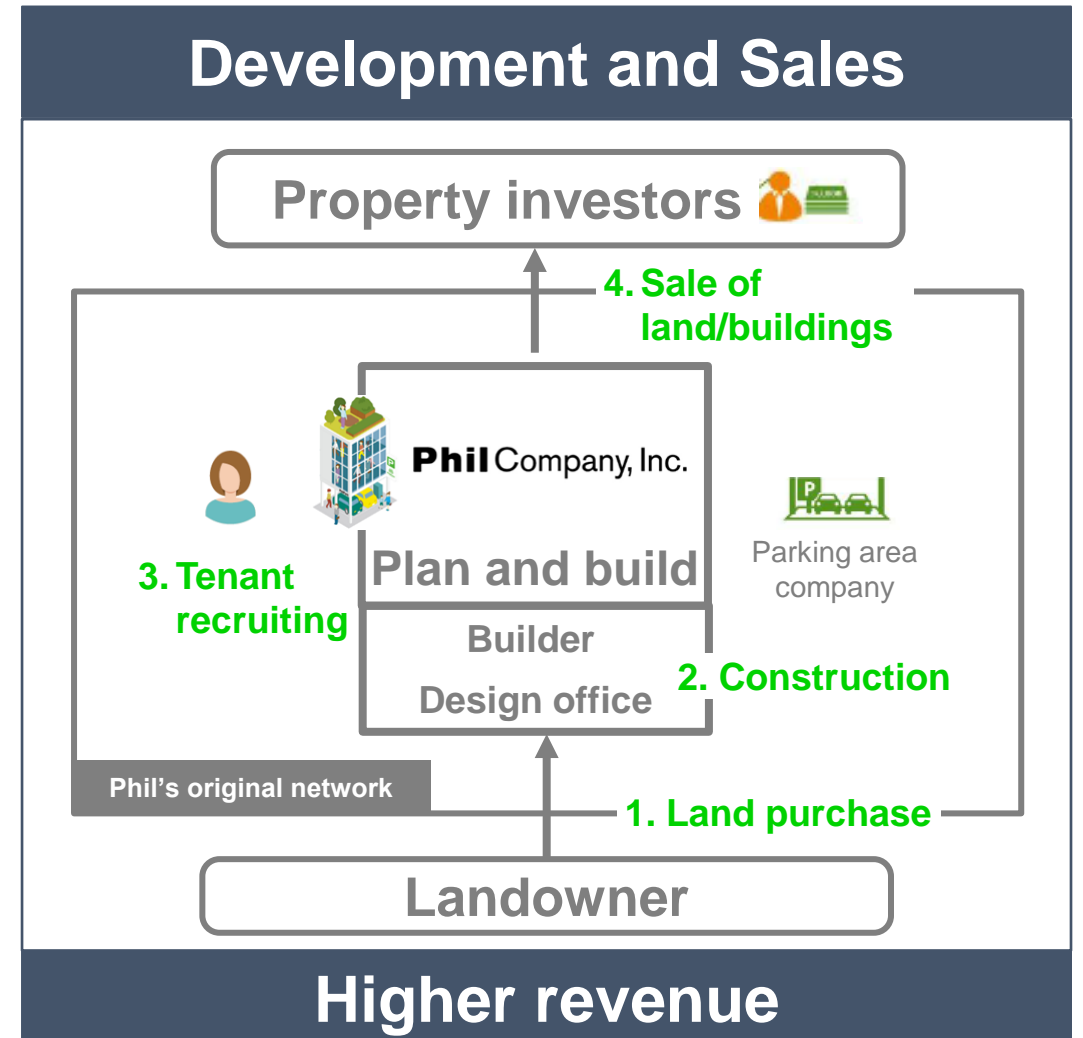 Development and Sales
Property investors
4. Sale of
land/buildings
Phil Company, Inc.
Plan and build
P
Parking area
company
3. Tenant
recruiting
Builder
Design office
2. Construction
Phil’s original network
1. Land purchase
Landowner
Higher revenue